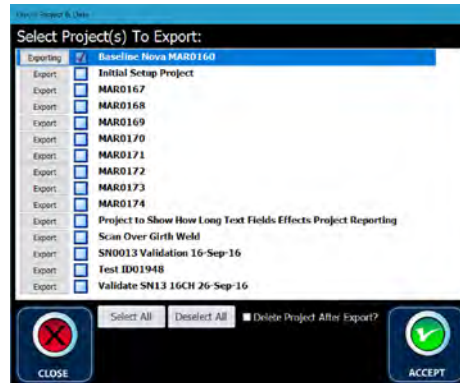 Export Project & Data
Select Project(s) To Export:
Exporting Baseline Nova MAR0160
Export Initial Setup Project
Export MAR0167
Export MAR0168
Export MAR0169
Export MAR0170
Export MAR0171
Export MAR0172
Export MAR0173
Export MAR0174
Export Project to Show How Long Text Fields Effects Project Reporting
Export Scan Over Girth Weld
Export SN0013 Validation 16-Sep-16
Export Test ID01948
Export Validate SN13 16CH 26-Sep-16
Select All Deselect All Delete Project After Export?
CLOSE ACCEPT